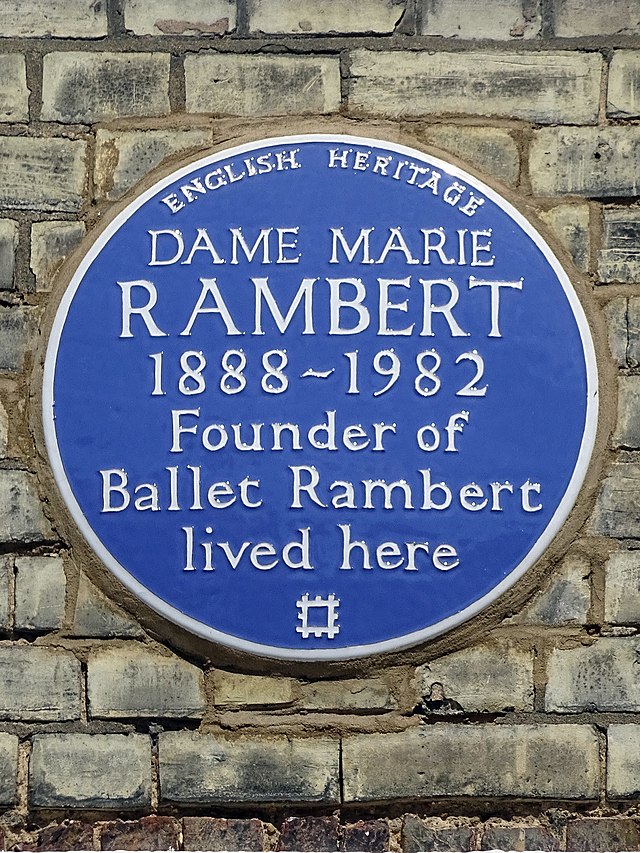 ENGLISH HERITAGE
DAME MARIE
RAMBERT
1888~1982
Founder of
Ballet Rambert
lived here